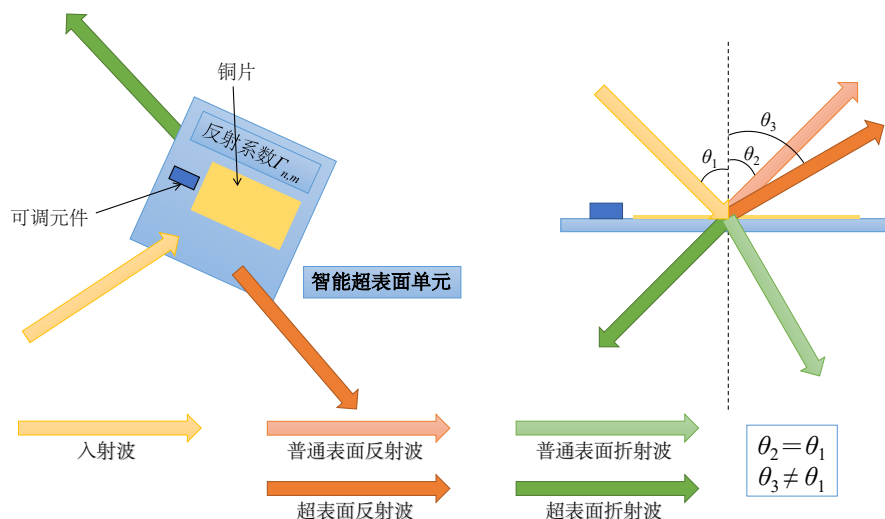 铜片
反射系数Γn,m
可调元件
智能超表面单元
θ1
θ2
θ3
入射波
普通表面反射波
普通表面折射波
超表面反射波
超表面折射波
θ2=θ1
θ3≠θ1